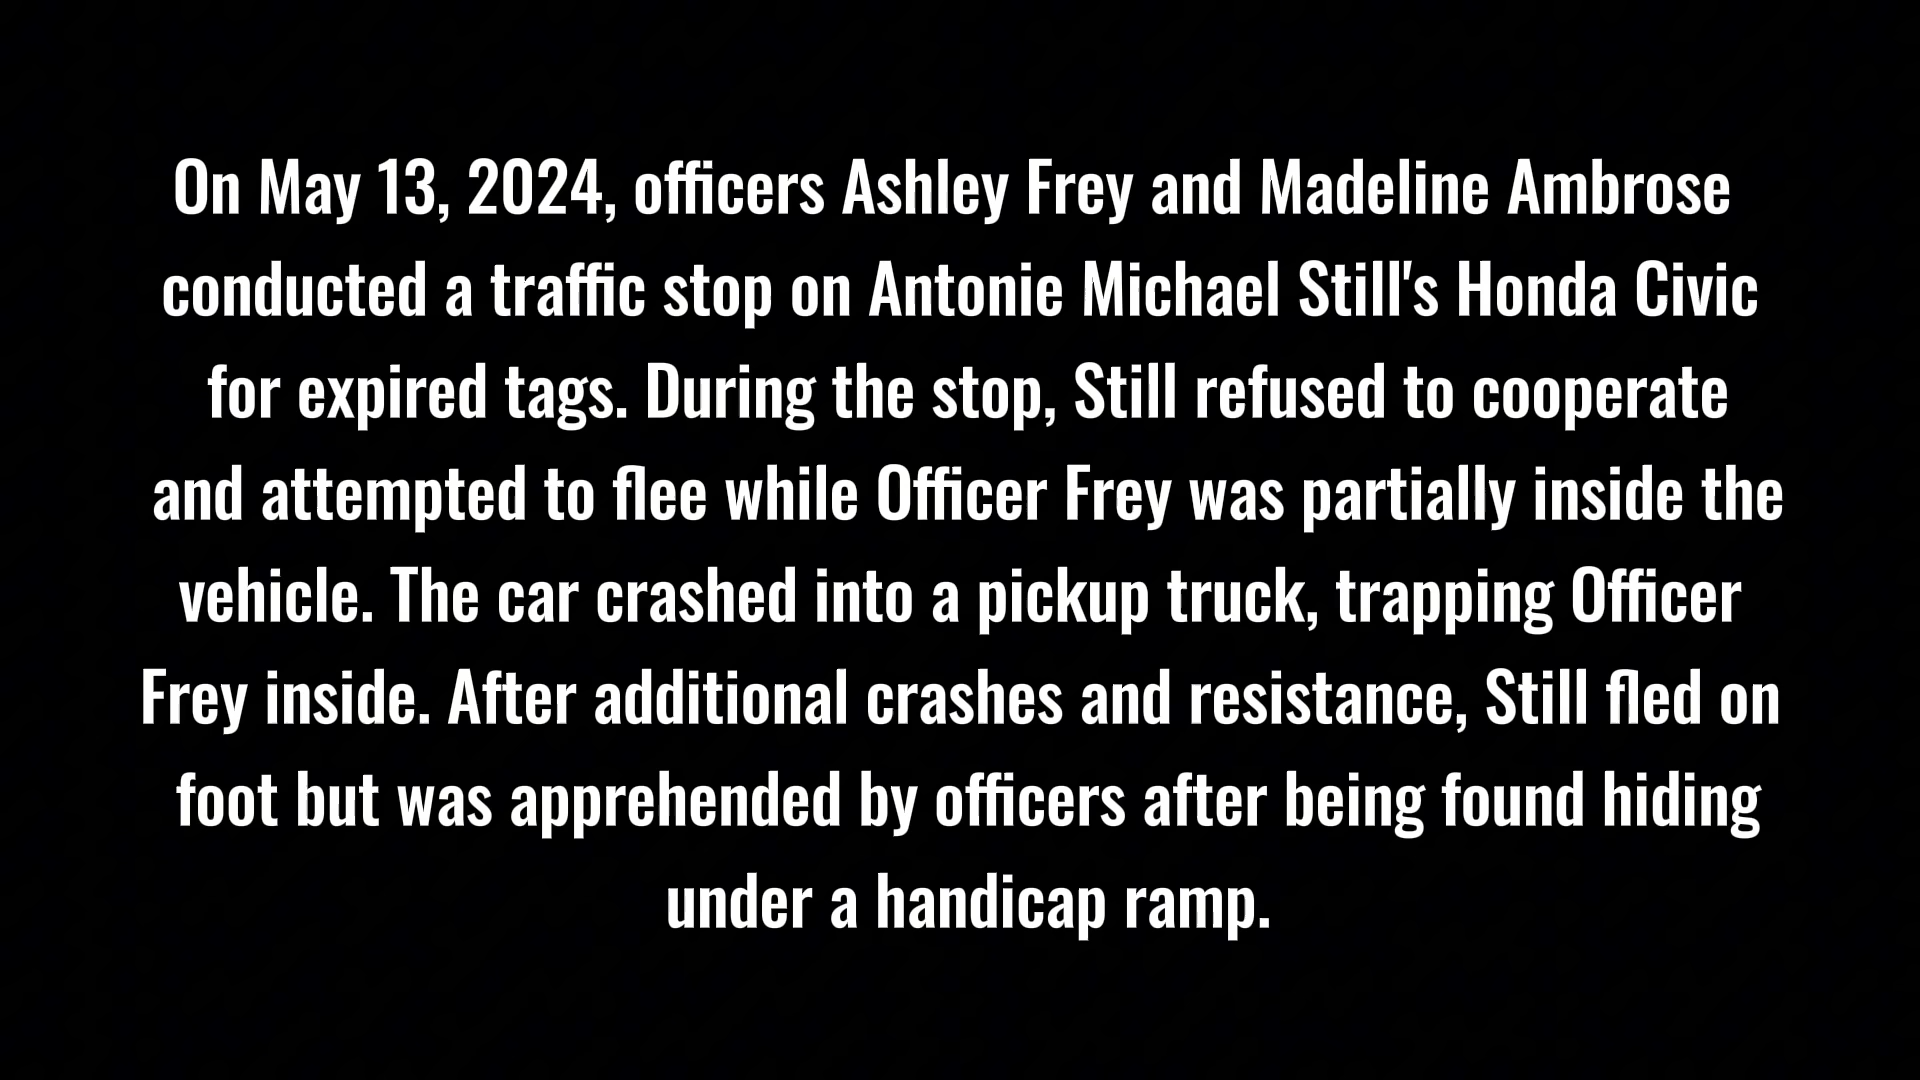 On May 13, 2024, officers Ashley Frey and Madeline Ambrose
conducted a traffic stop on Antonie Michael Still's Honda Civic
for expired tags. During the stop, Still refused to cooperate
and attempted to flee while Officer Frey was partially inside the
vehicle. The car crashed into a pickup truck, trapping Officer
Frey inside. After additional crashes and resistance, Still fled on
foot but was apprehended by officers after being found hiding
under a handicap ramp.